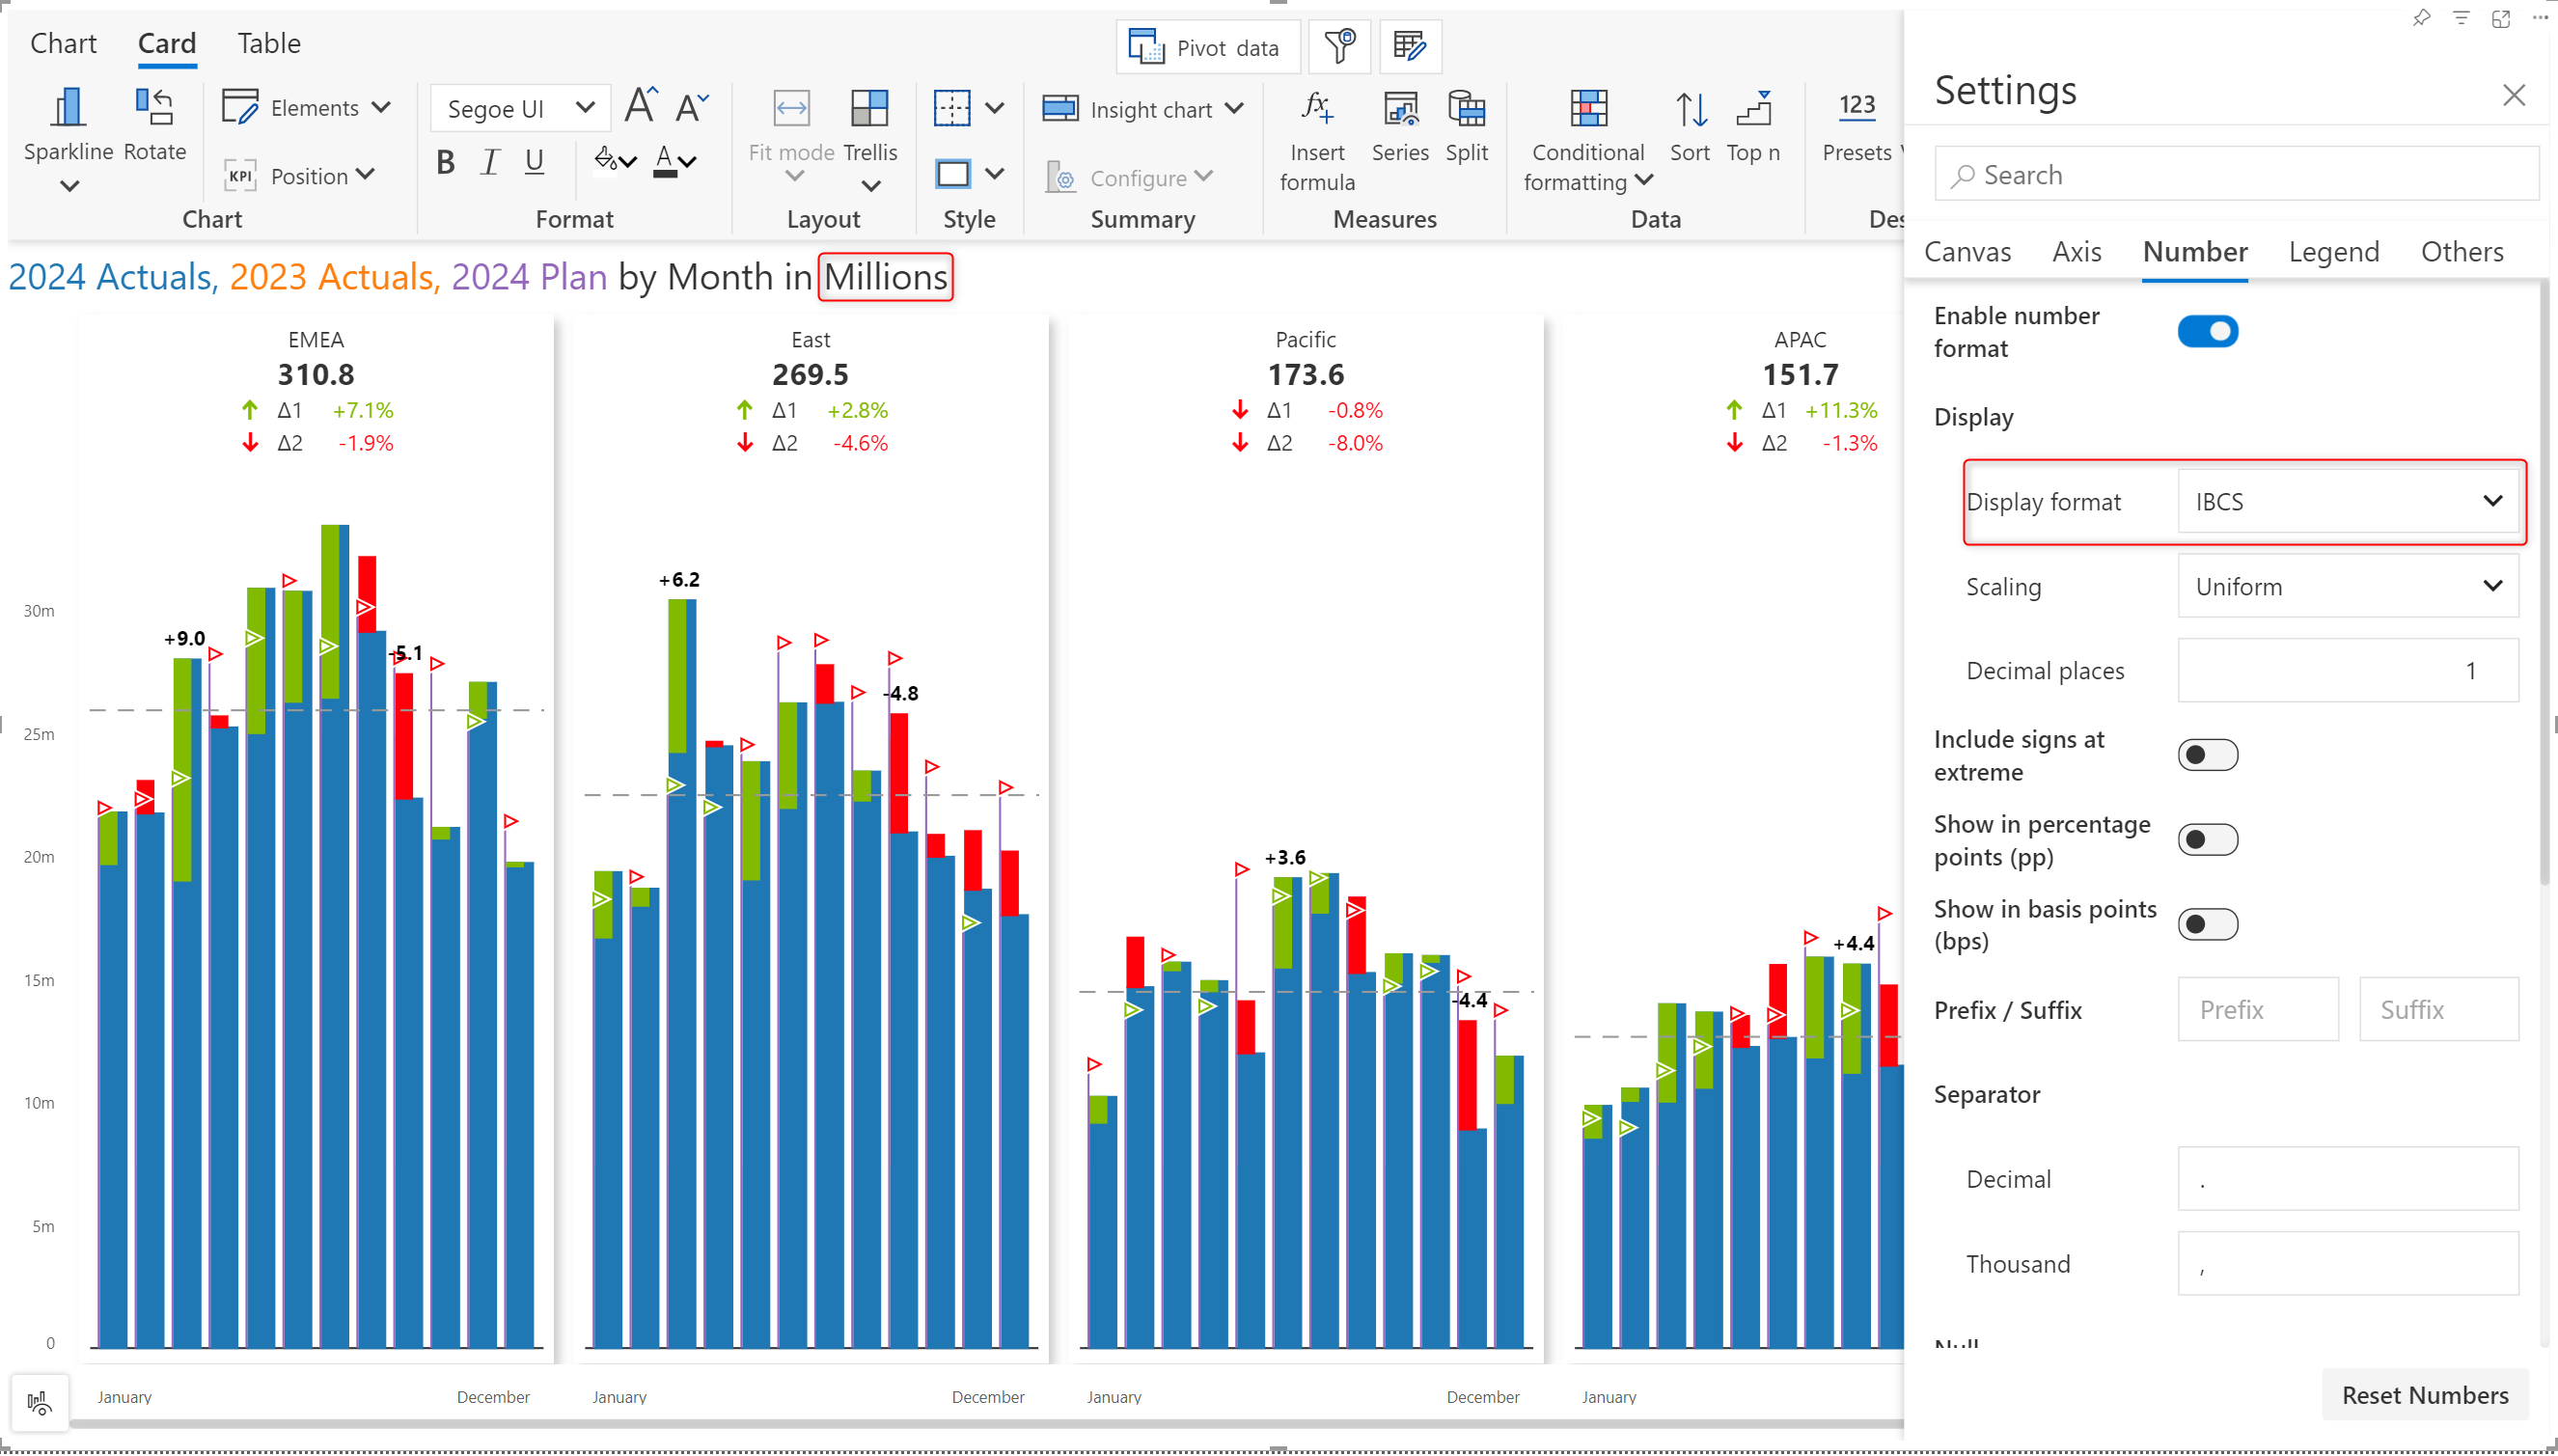 Chart Card Table
Pivot data
Sparkline Rotate Elements Position
Chart
Segoe UI
A A
B I U A
Format
Fit mode Trellis
Layout
Style
Insight chart
Configure
Summary
fx
Insert formula Series Split
Measures
Conditional formatting Sort Top n
Data
123
Presets
Des
KPI
2024 Actuals, 2023 Actuals, 2024 Plan by Month in Millions
EMEA
310.8
Δ1 +7.1%
Δ2 -1.9%
East
269.5
Δ1 +2.8%
Δ2 -4.6%
Pacific
173.6
Δ1 -0.8%
Δ2 -8.0%
APAC
151.7
Δ1 +11.3%
Δ2 -1.3%
30m
25m
20m
15m
10m
5m
0
+9.0
-5.1
+6.2
-4.8
+3.6
-4.4
+4.4
January December
January December
January December
January
Settings
Search
Canvas Axis Number Legend Others
Enable number
format
Display
Display format IBCS
Scaling Uniform
Decimal places 1
Include signs at
extreme
Show in percentage
points (pp)
Show in basis points
(bps)
Prefix / Suffix Prefix Suffix
Separator
Decimal .
Thousand ,
Null
Reset Numbers